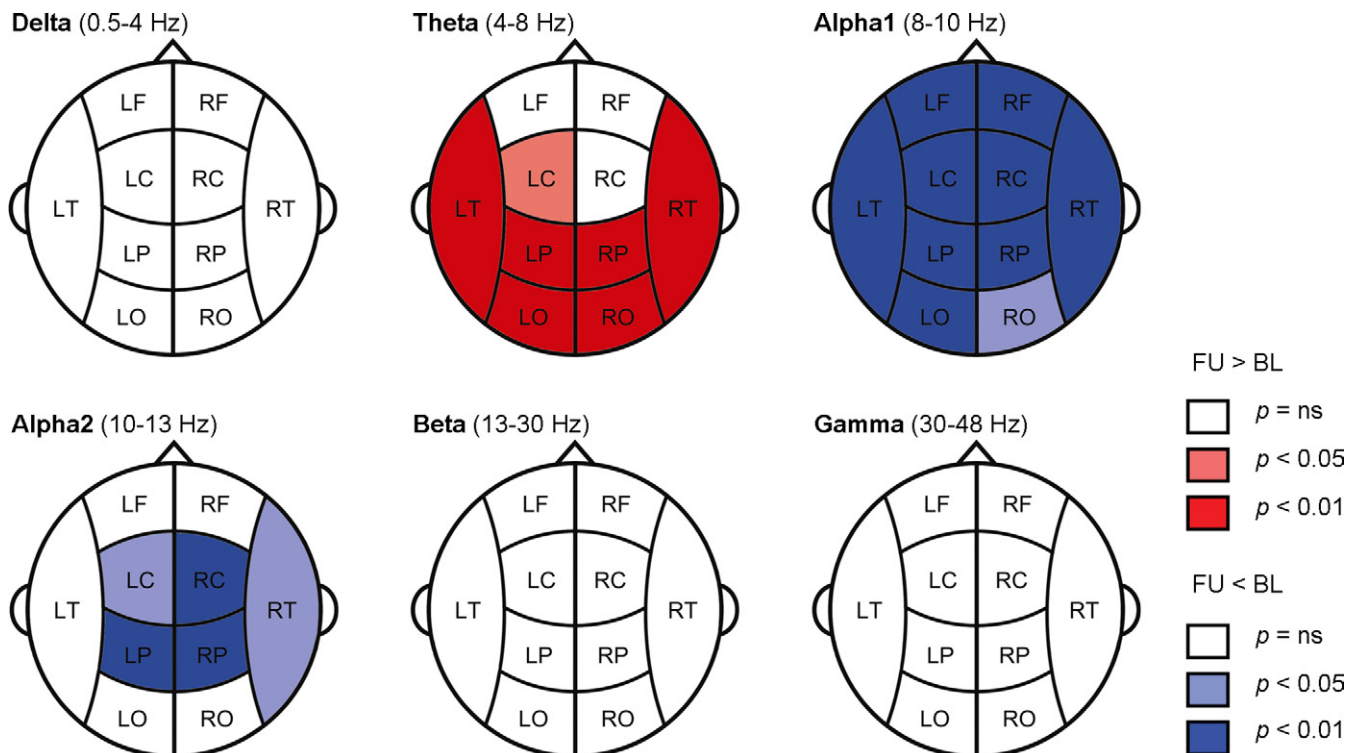 Delta (0.5-4 Hz)
LF RF
LC RC
LT RT
LP RP
LO RO
Theta (4-8 Hz)
LF RF
LC RC
LT RT
LP RP
LO RO
Alpha1 (8-10 Hz)
LF RF
LC RC
LT RT
LP RP
LO RO
Alpha2 (10-13 Hz)
LF RF
LC RC
LT RT
LP RP
LO RO
Beta (13-30 Hz)
LF RF
LC RC
LT RT
LP RP
LO RO
Gamma (30-48 Hz)
LF RF
LC RC
LT RT
LP RP
LO RO
FU > BL
p = ns
p < 0.05
p < 0.01
FU < BL
p = ns
p < 0.05
p < 0.01